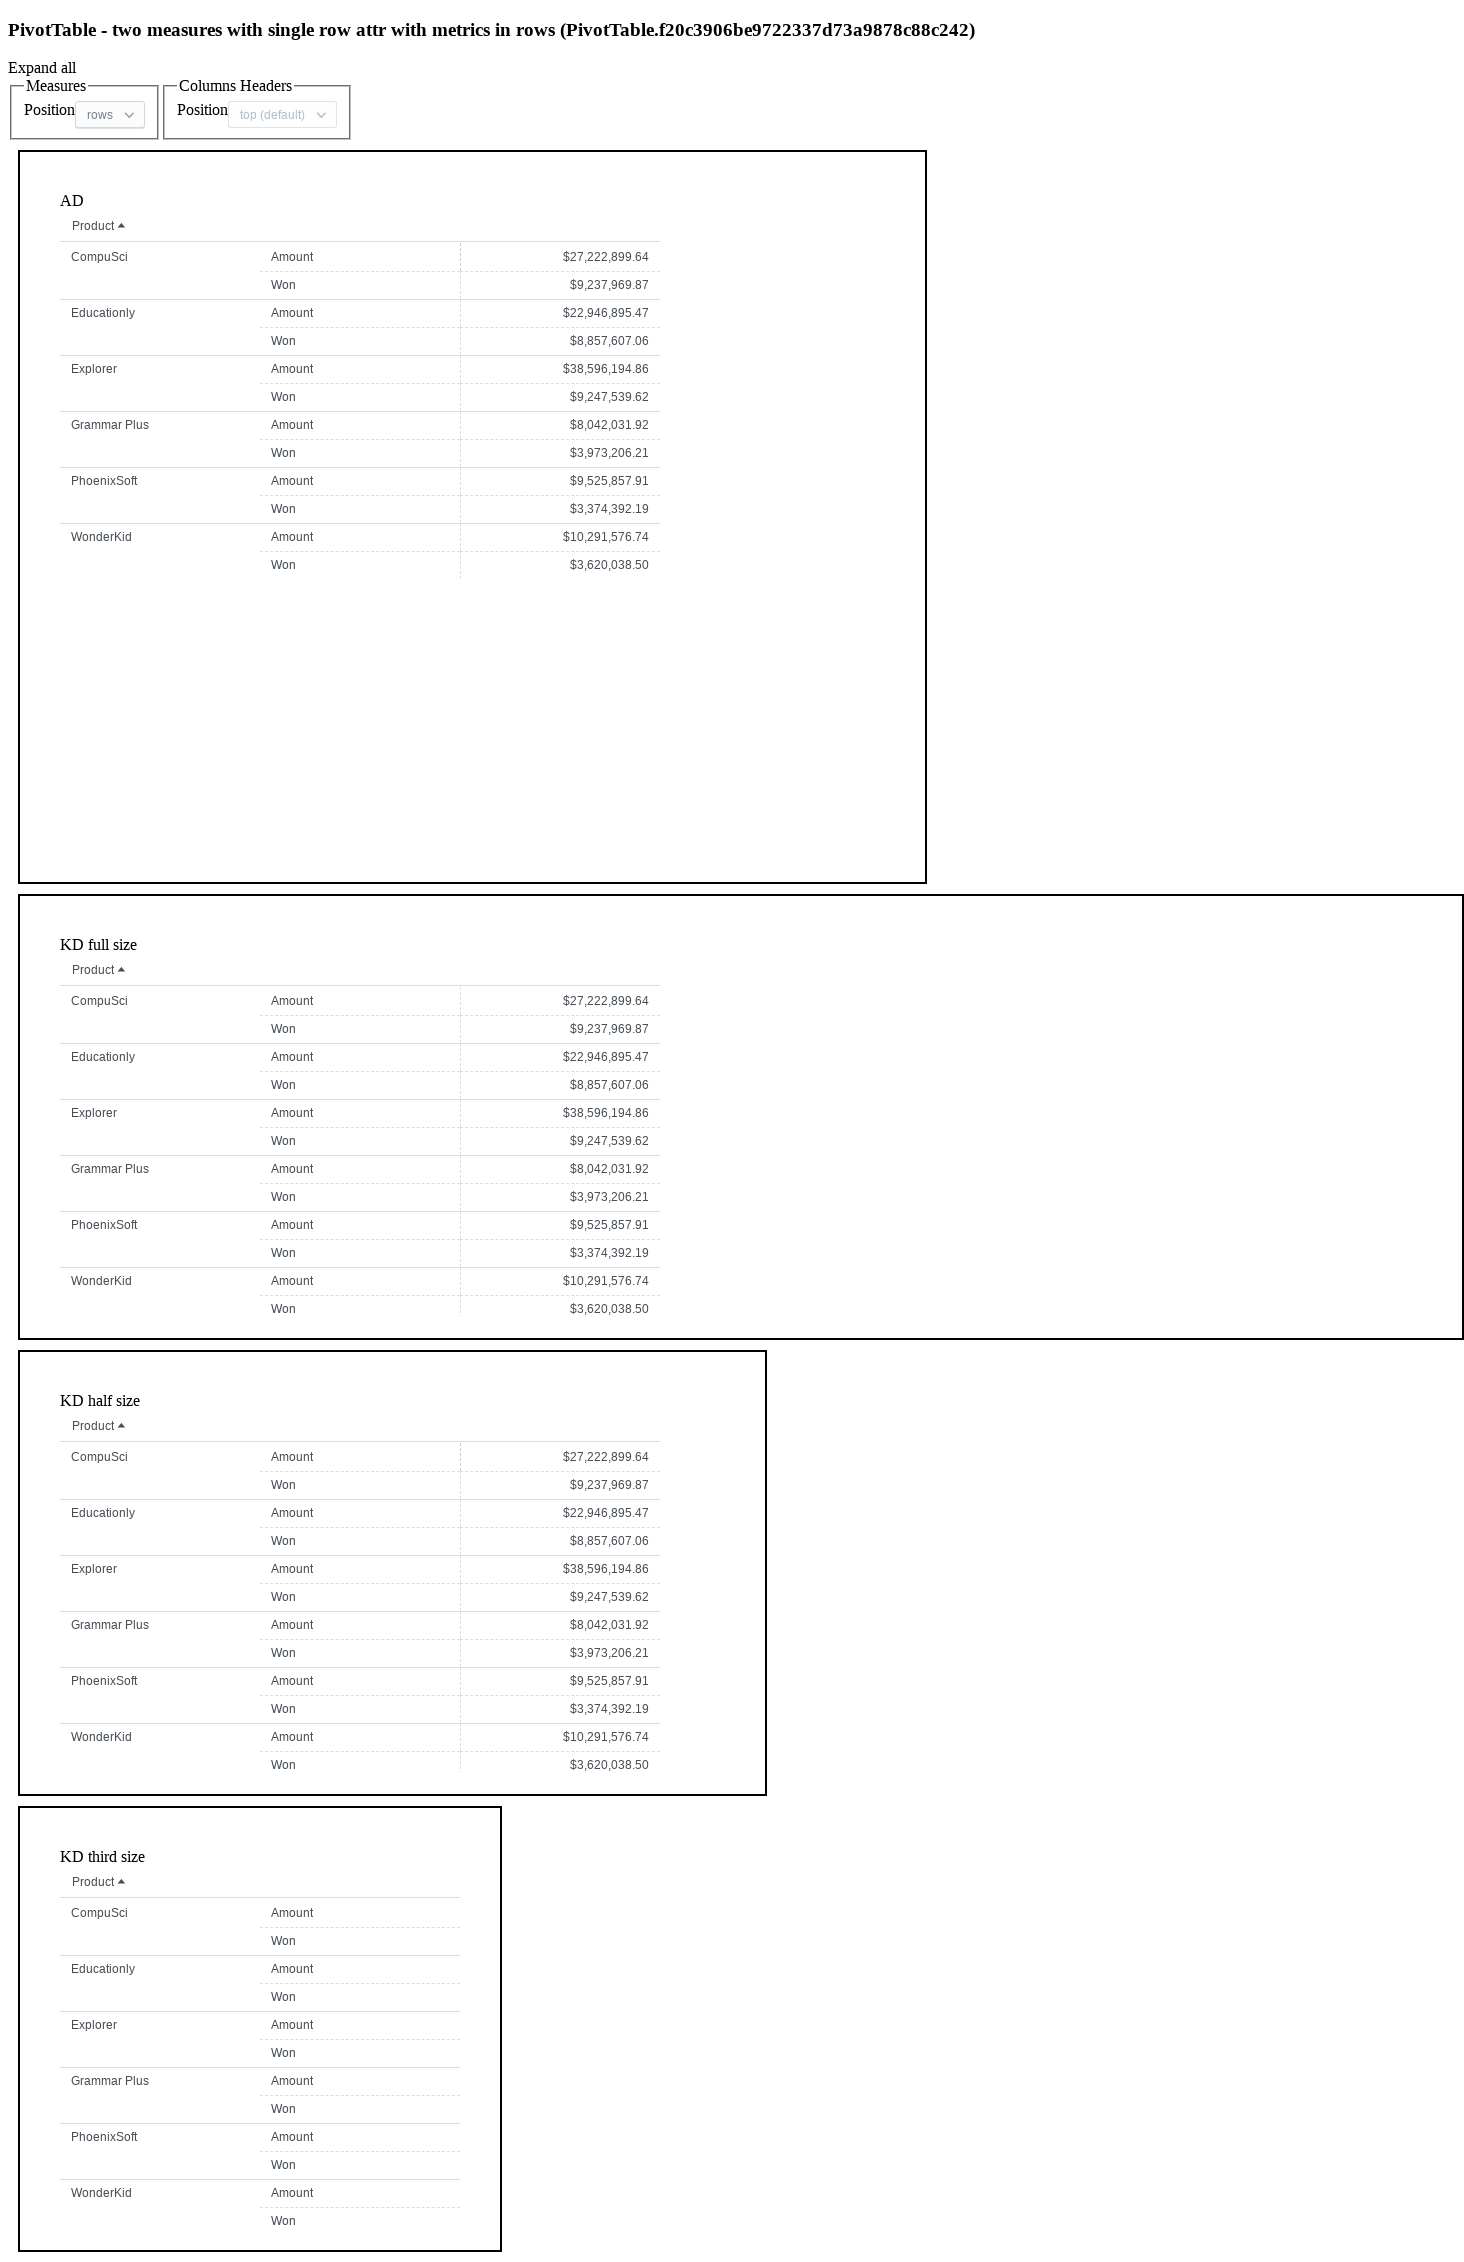 PivotTable - two measures with single row attr with metrics in rows (PivotTable.f20c3906be9722337d73a9878c88c242)
Expand all
Measures Columns Headers
Position rows Position top (default)
AD
Product
CompuSci Amount $27,222,899.64
Won $9,237,969.87
Educationly Amount $22,946,895.47
Won $8,857,607.06
Explorer Amount $38,596,194.86
Won $9,247,539.62
Grammar Plus Amount $8,042,031.92
Won $3,973,206.21
PhoenixSoft Amount $9,525,857.91
Won $3,374,392.19
WonderKid Amount $10,291,576.74
Won $3,620,038.50
KD full size
Product
CompuSci Amount $27,222,899.64
Won $9,237,969.87
Educationly Amount $22,946,895.47
Won $8,857,607.06
Explorer Amount $38,596,194.86
Won $9,247,539.62
Grammar Plus Amount $8,042,031.92
Won $3,973,206.21
PhoenixSoft Amount $9,525,857.91
Won $3,374,392.19
WonderKid Amount $10,291,576.74
Won $3,620,038.50
KD half size
Product
CompuSci Amount $27,222,899.64
Won $9,237,969.87
Educationly Amount $22,946,895.47
Won $8,857,607.06
Explorer Amount $38,596,194.86
Won $9,247,539.62
Grammar Plus Amount $8,042,031.92
Won $3,973,206.21
PhoenixSoft Amount $9,525,857.91
Won $3,374,392.19
WonderKid Amount $10,291,576.74
Won $3,620,038.50
KD third size
Product
CompuSci Amount
Won
Educationly Amount
Won
Explorer Amount
Won
Grammar Plus Amount
Won
PhoenixSoft Amount
Won
WonderKid Amount
Won